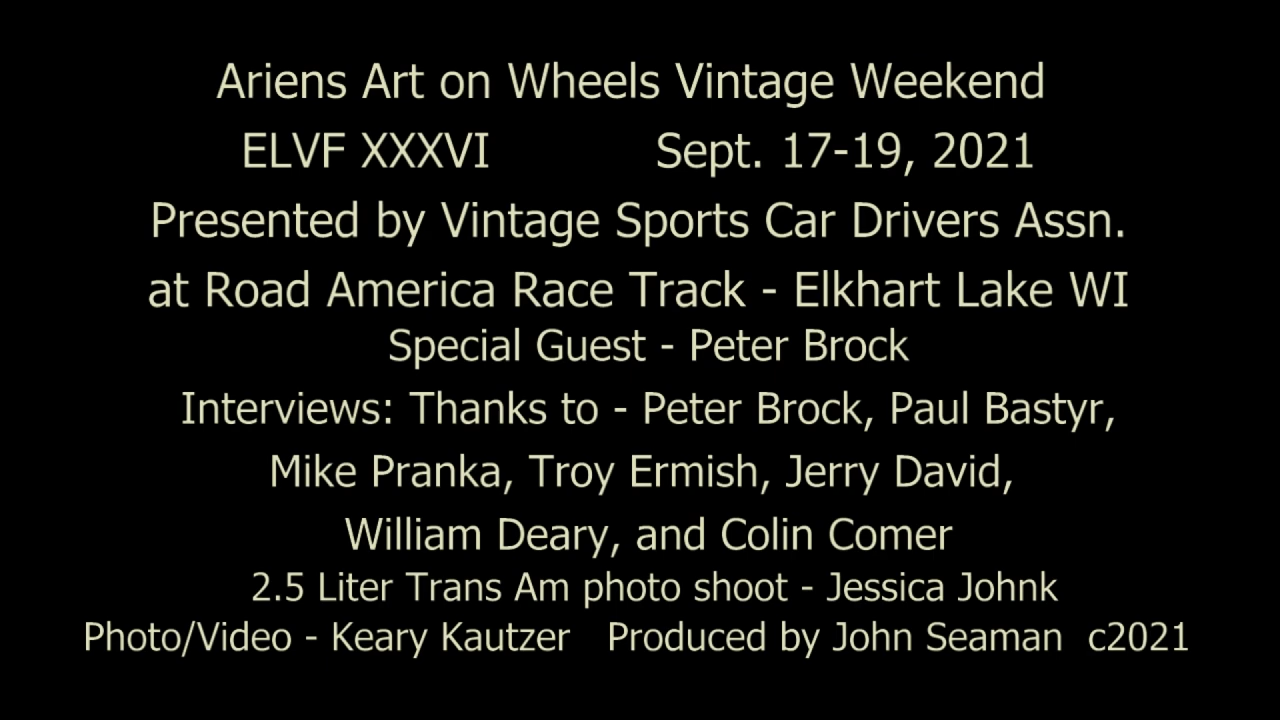 Ariens Art on Wheels Vintage Weekend
ELVF XXXVI Sept. 17-19, 2021
Presented by Vintage Sports Car Drivers Assn.
at Road America Race Track - Elkhart Lake WI
Special Guest - Peter Brock
Interviews: Thanks to - Peter Brock, Paul Bastyr,
Mike Pranka, Troy Ermish, Jerry David,
William Deary, and Colin Comer
2.5 Liter Trans Am photo shoot - Jessica Johnk
Photo/Video - Keary Kautzer Produced by John Seaman c2021